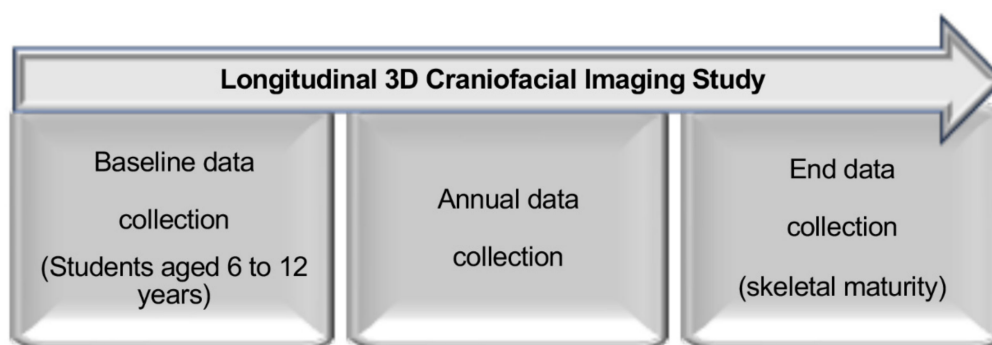 Longitudinal 3D Craniofacial Imaging Study
Baseline data
collection
(Students aged 6 to 12
years)
Annual data
collection
End data
collection
(skeletal maturity)